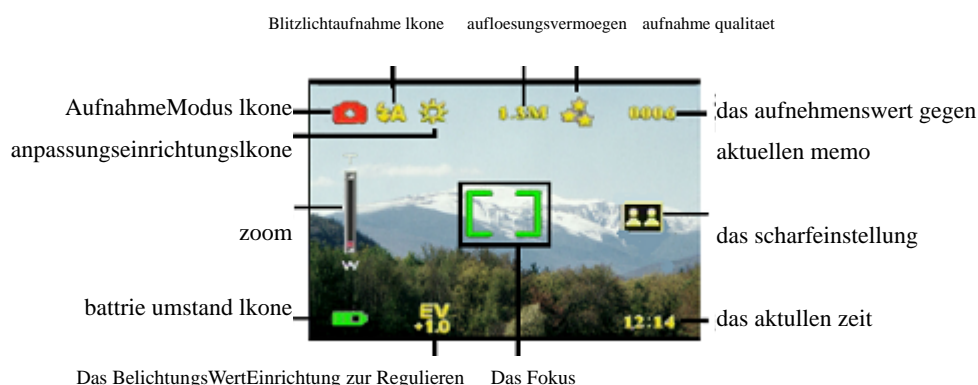 Blitzlichtaufnahme lkone aufloesungsvermoegen aufnahme qualitaet
AufnahmeModus lkone
das aufnehmenswert gegen
anpassungseinrichtungslkone
aktuellen memo
A 1.3M
T
zoom
W
das scharfeinstellung
battrie umstand lkone
EV
+1.0
12:14
das aktullen zeit
Das BelichtungsWertEinrichtung zur Regulieren Das Fokus